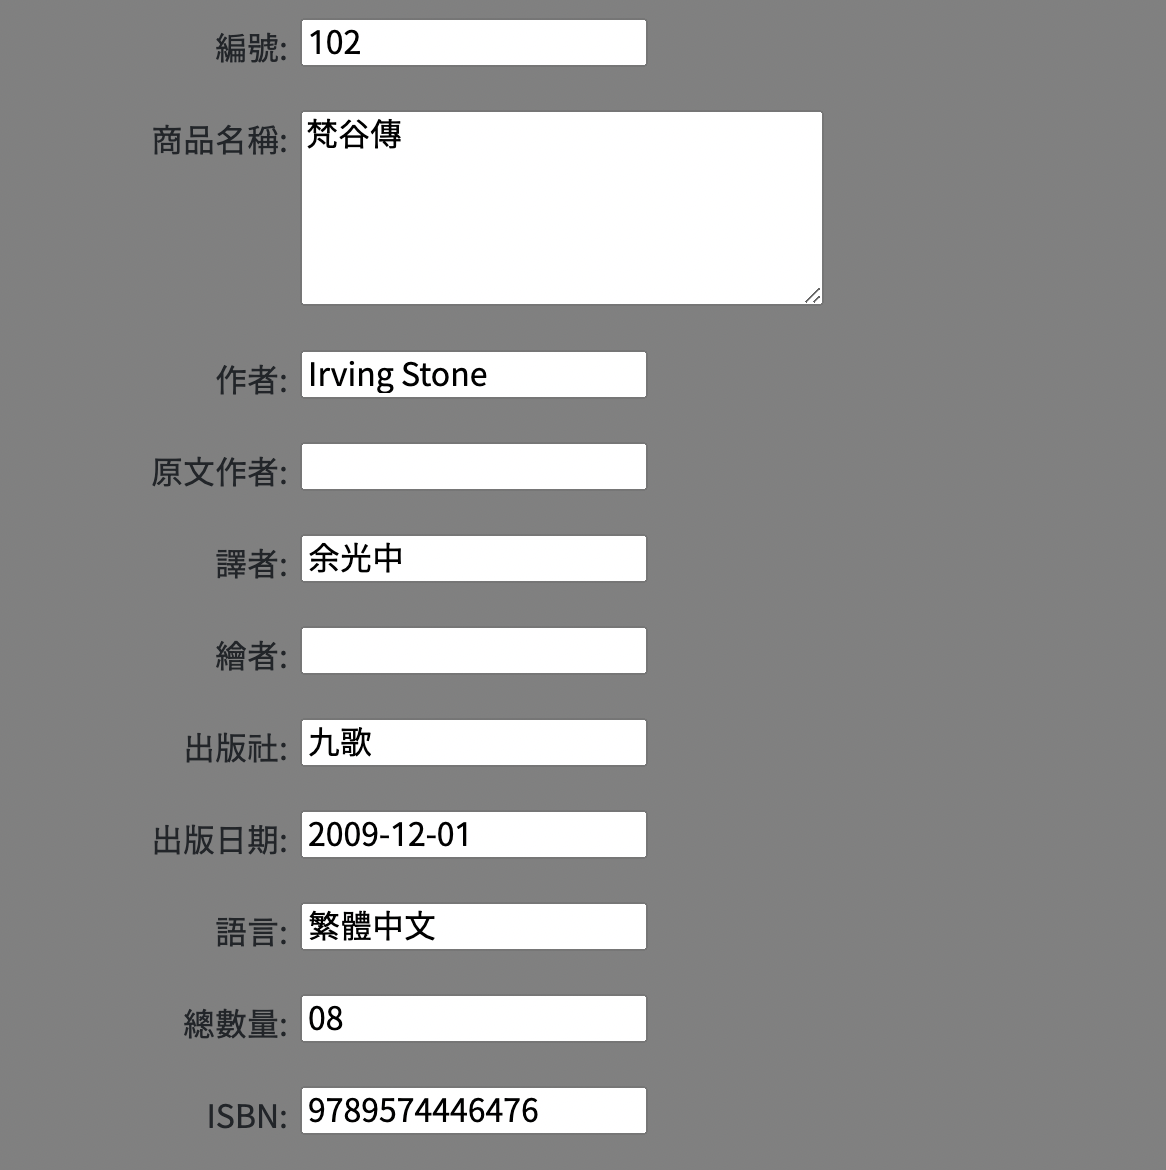 編號: 102
商品名稱: 梵谷傳
作者: Irving Stone
原文作者:
譯者: 余光中
繪者:
出版社: 九歌
出版日期: 2009-12-01
語言: 繁體中文
總數量: 08
ISBN: 9789574446476